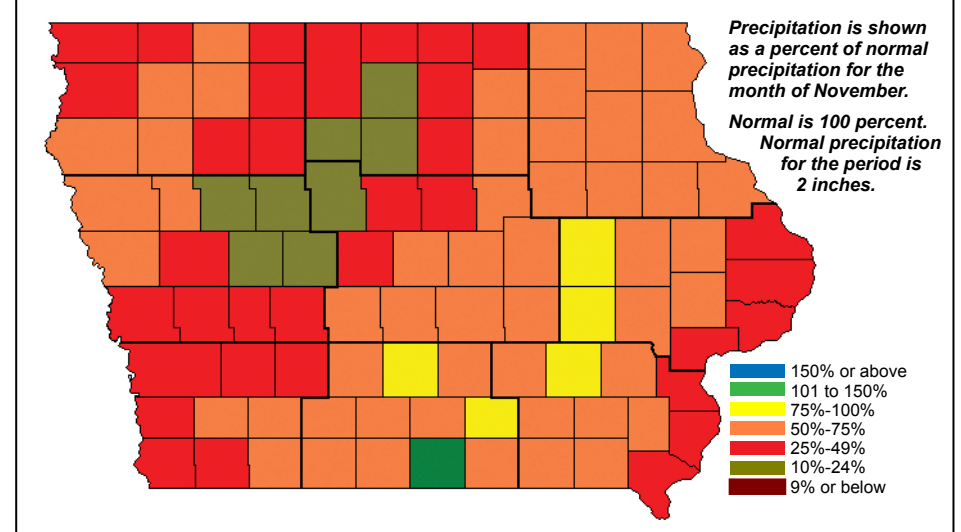 Precipitation is shown
as a percent of normal
precipitation for the
month of November.
Normal is 100 percent.
Normal precipitation
for the period is
2 inches.
150% or above
101 to 150%
75%-100%
50%-75%
25%-49%
10%-24%
9% or below